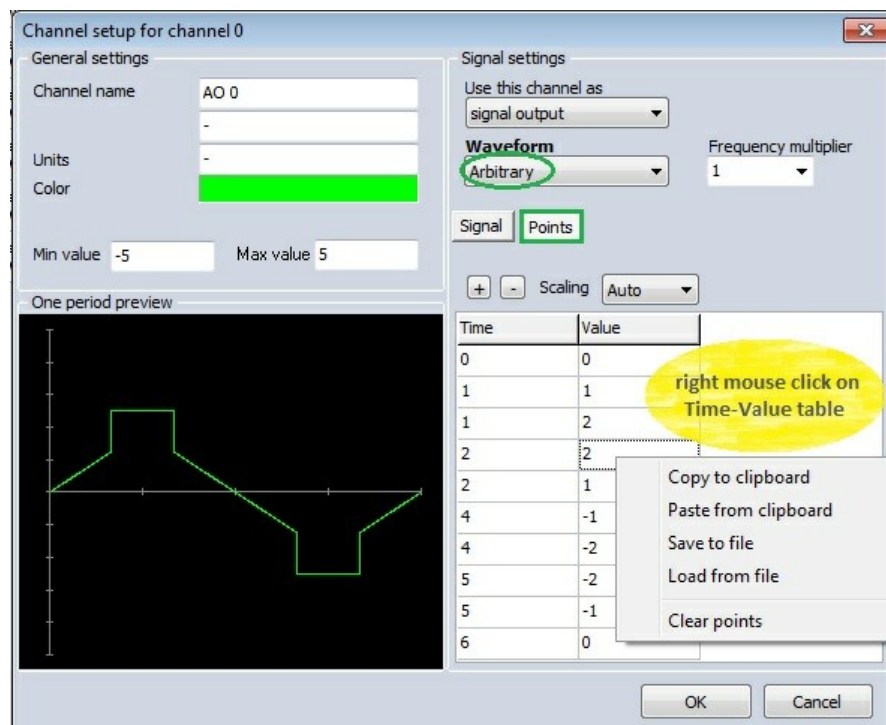 Channel setup for channel 0
General settings
Channel name AO 0
-
Units -
Color
Min value -5 Max value 5
One period preview
Signal settings
Use this channel as
signal output
Waveform Frequency multiplier
Arbitrary 1
Signal Points
+ - Scaling Auto
Time Value
0 0
1 1
1 2
2 2
2 1
4 -1
4 -2
5 -2
5 -1
6 0
right mouse click on
Time-Value table
Copy to clipboard
Paste from clipboard
Save to file
Load from file
Clear points
OK Cancel